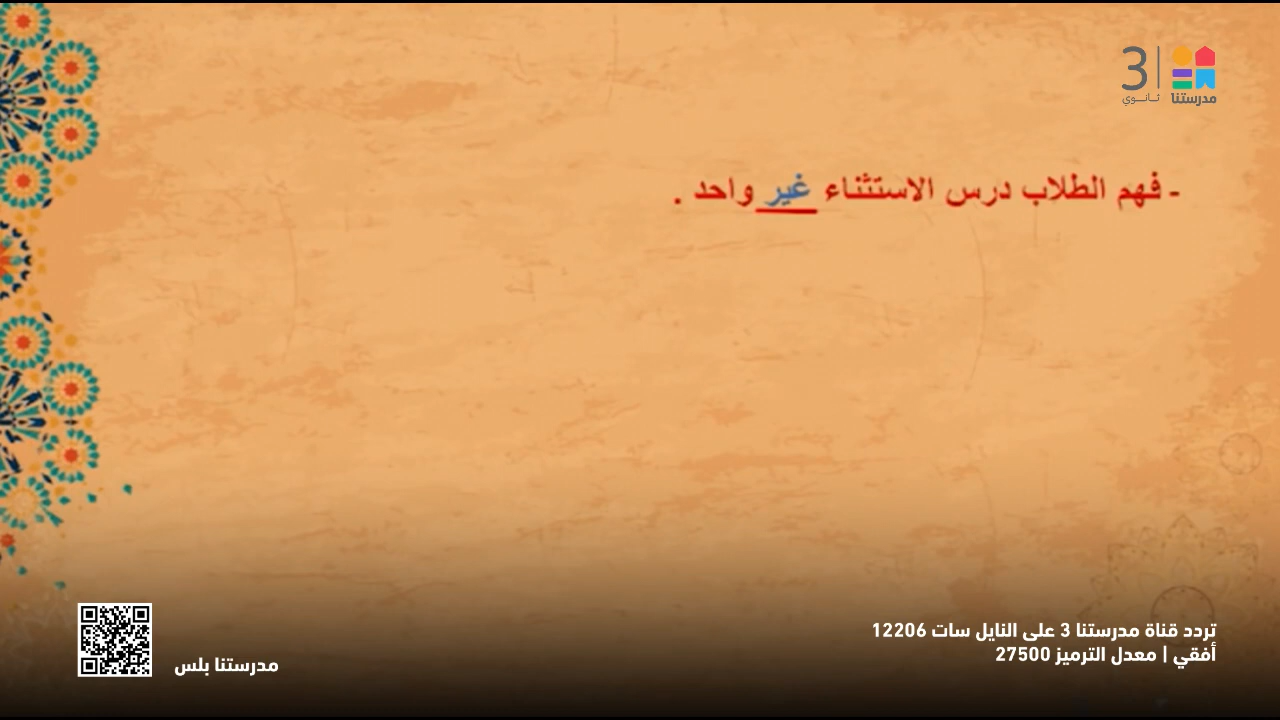 3
ثانوي
مدرستنا
- فهم الطلاب درس الاستثناء غير واحد .
تردد قناة مدرستنا 3 على النايل سات 12206
أفقي | معدل الترميز 27500
مدرستنا بلس